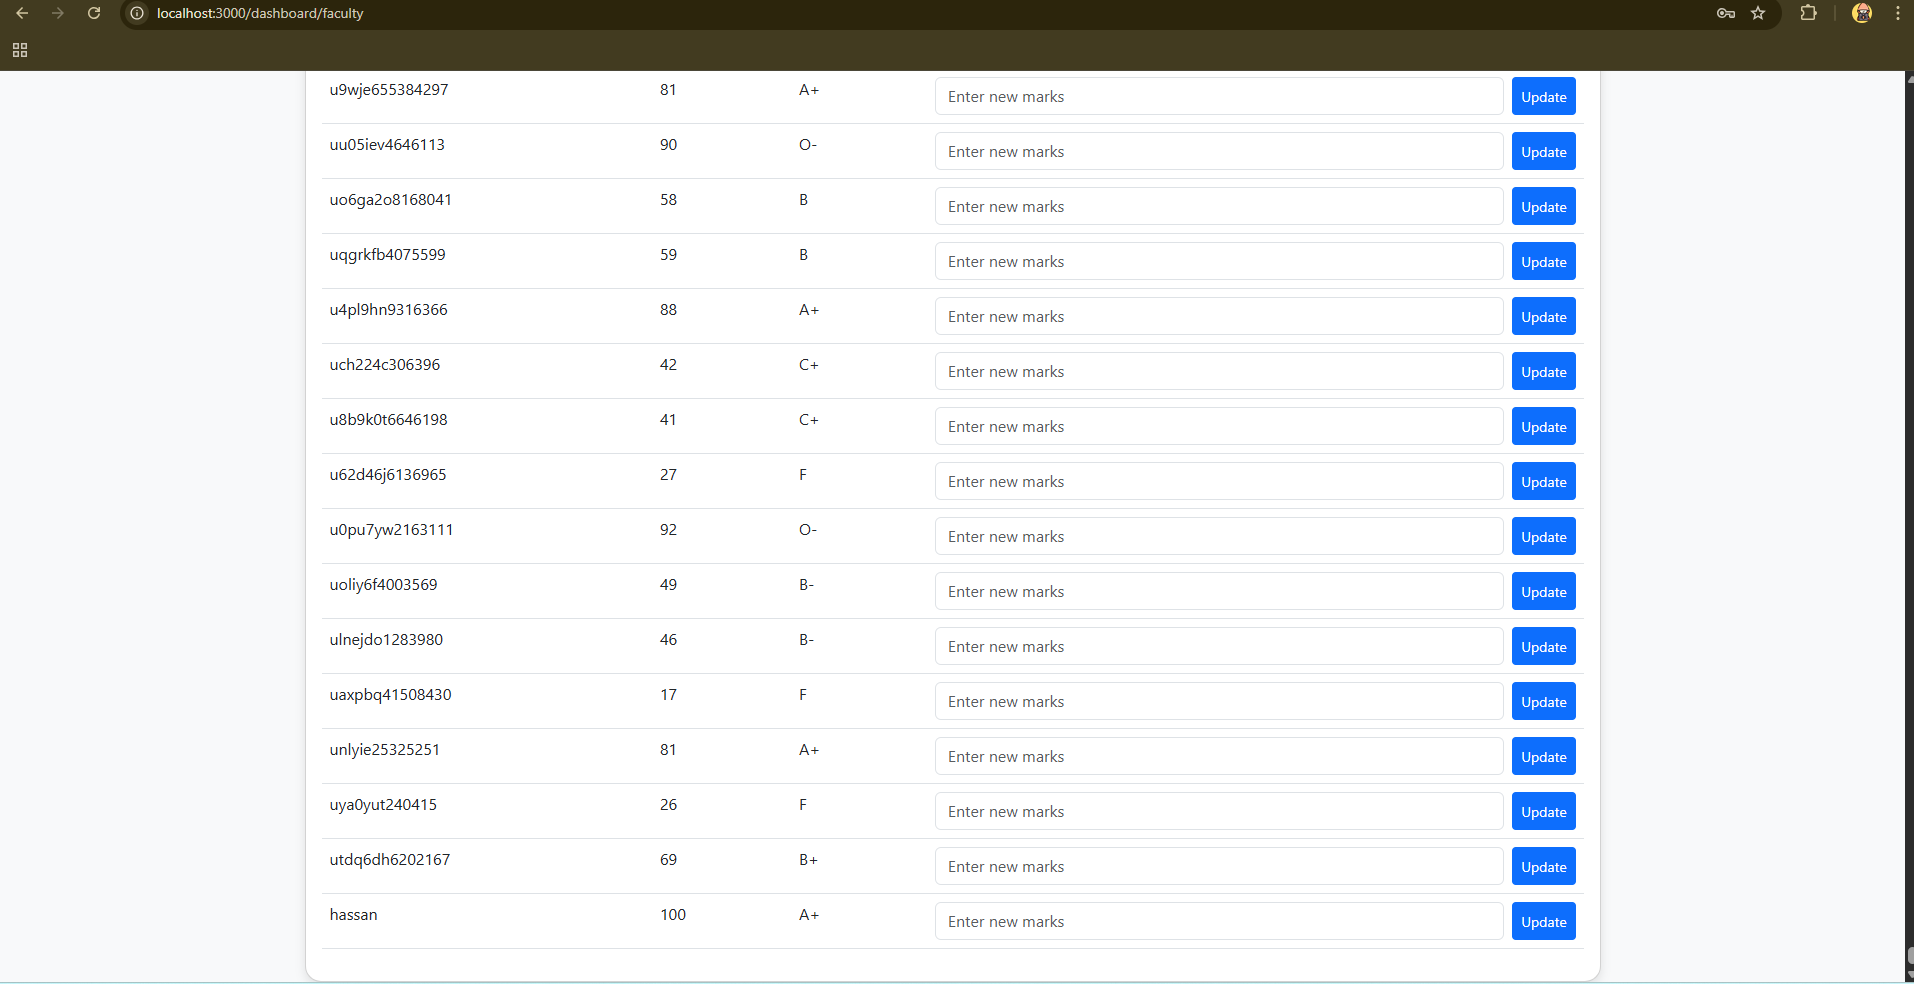 localhost:3000/dashboard/faculty
u9wje655384297 81 A+ Enter new marks Update
uu05iev4646113 90 O- Enter new marks Update
uo6ga2o8168041 58 B Enter new marks Update
uqgrkfb4075599 59 B Enter new marks Update
u4pl9hn9316366 88 A+ Enter new marks Update
uch224c306396 42 C+ Enter new marks Update
u8b9k0t6646198 41 C+ Enter new marks Update
u62d46j6136965 27 F Enter new marks Update
u0pu7yw2163111 92 O- Enter new marks Update
uoliy6f4003569 49 B- Enter new marks Update
ulnejdo1283980 46 B- Enter new marks Update
uaxpbq41508430 17 F Enter new marks Update
unlyie25325251 81 A+ Enter new marks Update
uya0yut240415 26 F Enter new marks Update
utdq6dh6202167 69 B+ Enter new marks Update
hassan 100 A+ Enter new marks Update